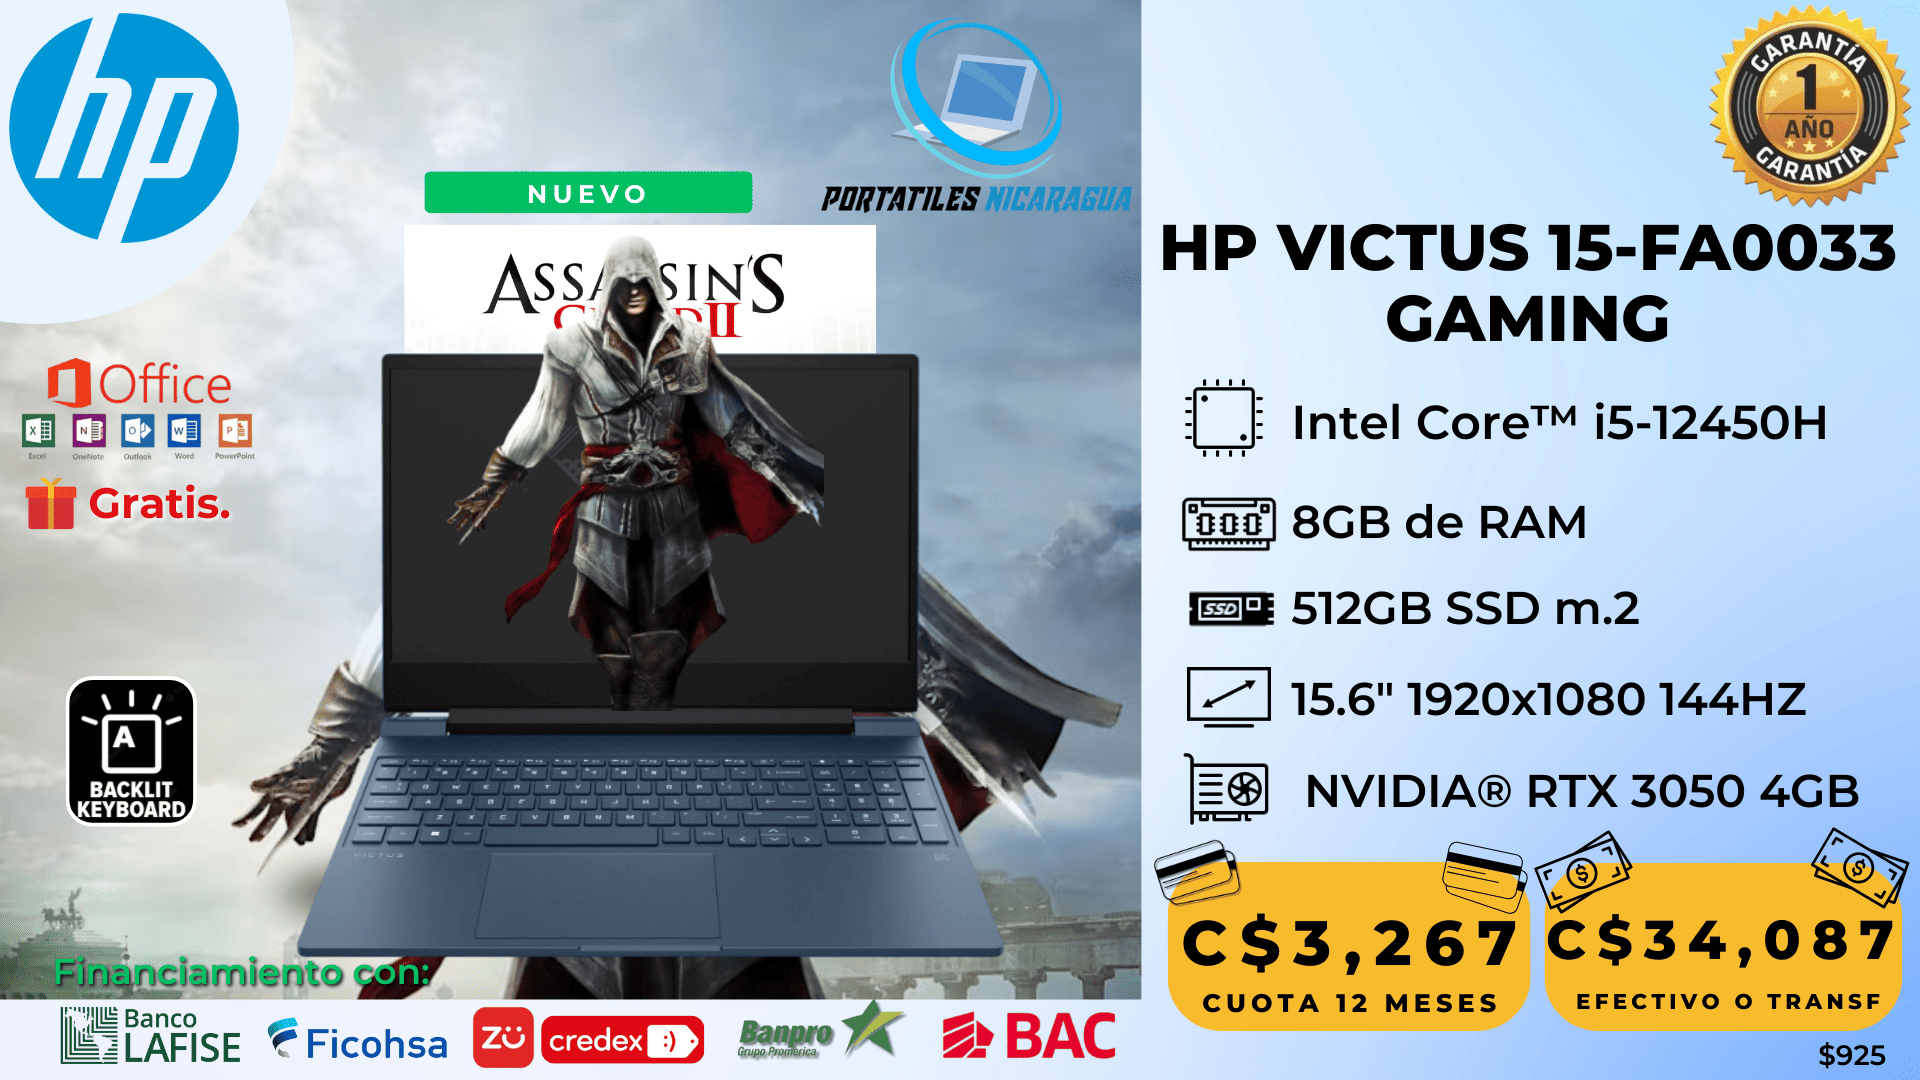 hp
NUEVO
PORTATILES NICARAGUA
GARANTÍA
1
AÑO
GARANTÍA
ASSASSIN'S
II
HP VICTUS 15-FA0033
GAMING
Office
Excel OneNote Outlook Word PowerPoint
Gratis.
A
BACKLIT
KEYBOARD
Intel Core™ i5-12450H
8GB de RAM
SSD
512GB SSD m.2
15.6" 1920x1080 144HZ
NVIDIA® RTX 3050 4GB
VICTUS
C$3,267
CUOTA 12 MESES
C$34,087
EFECTIVO O TRANSF
$925
Financiamiento con:
Banco
LAFISE
Ficohsa
zü
credex
Banpro
Grupo Promerica
BAC